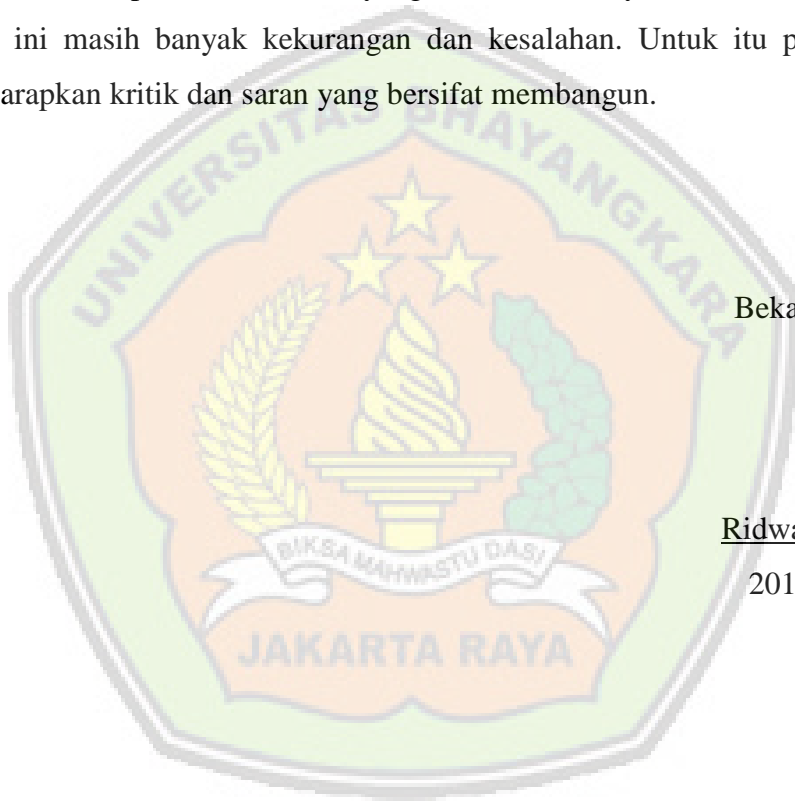 ini masih banyak kekurangan dan kesalahan. Untuk itu p
arapkan kritik dan saran yang bersifat membangun.
UNIVERSITAS BHAYANGKARA
Beka
Ridwa
201
BIKSA MAHWASTU DASI
JAKARTA RAYA